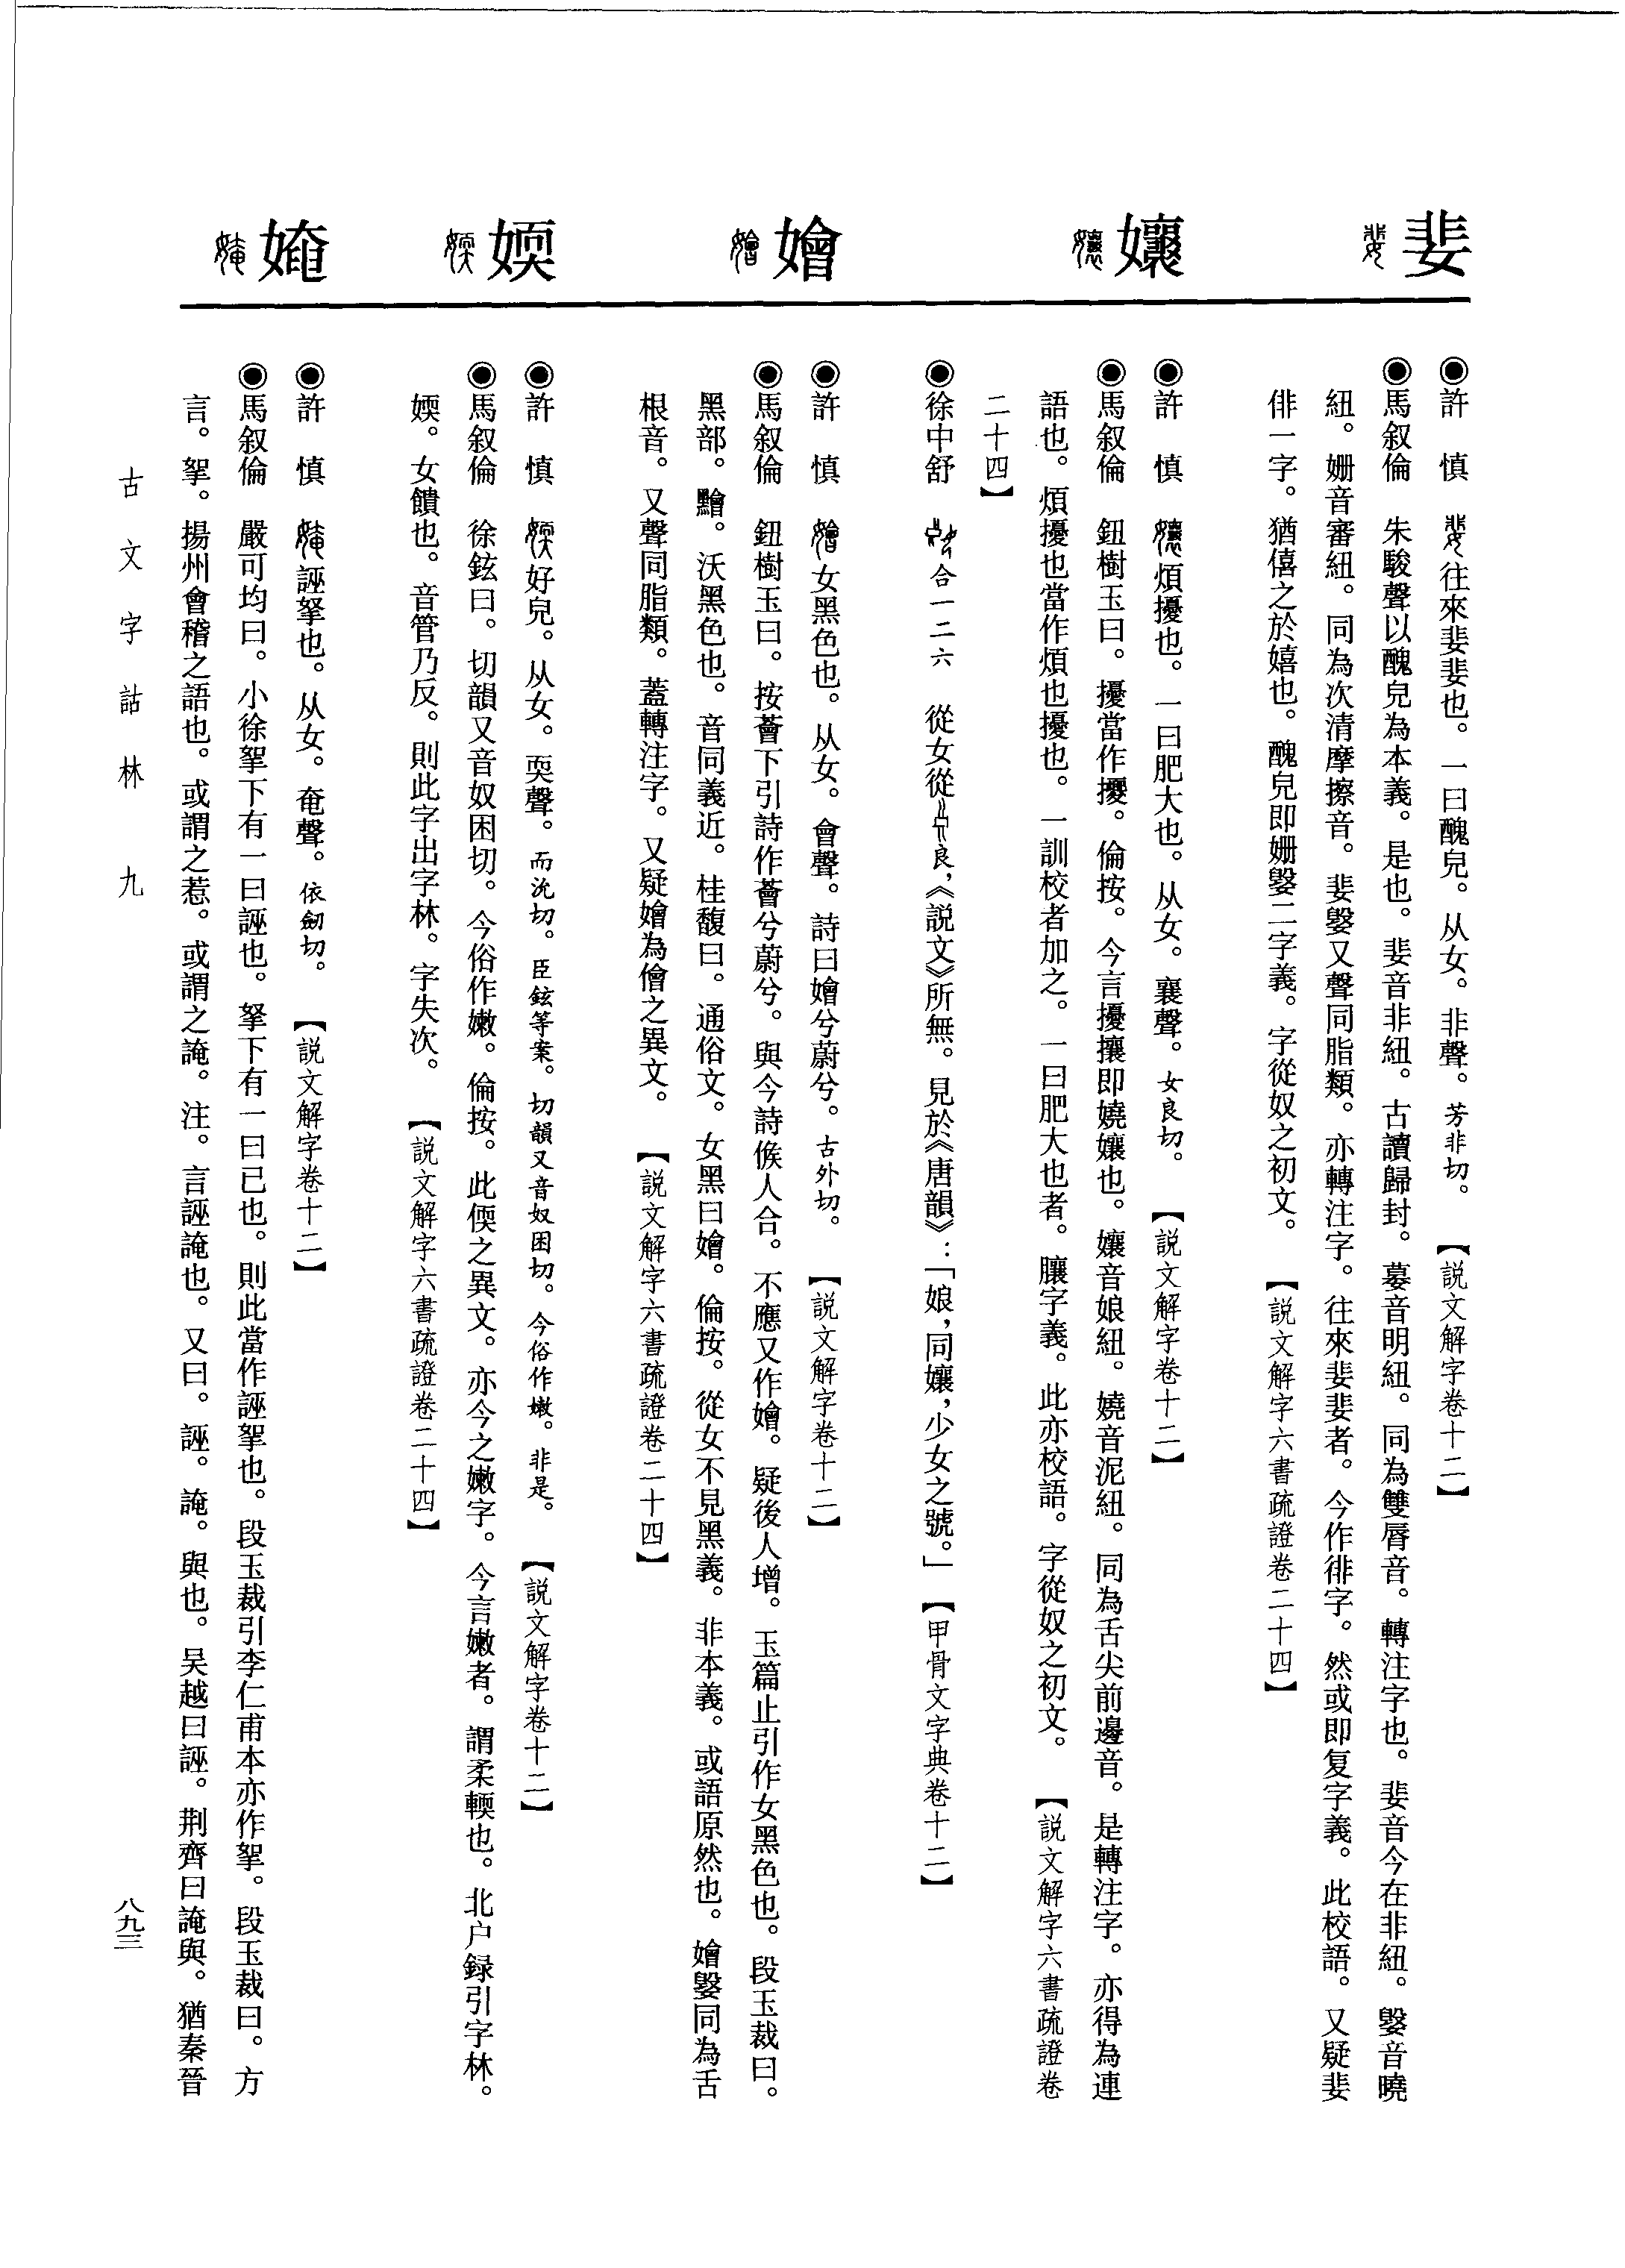 婓
◉許　慎　往來婓婓也。一曰醜皃。从女。非聲。芳非切。　【説文解字卷十二】
◉馬叙倫　朱駿聲以醜皃為本義。是也。婓音非紐。古讀歸封。墓音明紐。同為雙脣音。轉注字也。婓音今在非紐。嫛音曉
紐。姍音審紐。同為次清摩擦音。婓嫛又聲同脂類。亦轉注字。往來婓婓者。今作徘字。然或即复字義。此校語。又疑婓
俳一字。猶僖之於嬉也。醜皃即姍嫛二字義。字從奴之初文。　【説文解字六書疏證卷二十四】
孃
◉許　慎　煩擾也。一曰肥大也。从女。襄聲。女良切。　【説文解字卷十二】
◉馬叙倫　鈕樹玉曰。擾當作㹛。倫按。今言擾攘即嬈孃也。孃音娘紐。嬈音泥紐。同為舌尖前邊音。是轉注字。亦得為連
語也。煩擾也當作煩也擾也。一訓校者加之。一曰肥大也者。膿字義。此亦校語。字從奴之初文。　【説文解字六書疏證卷
二十四】
◉徐中舒　合一二六　從女從良，《説文》所無。見於《唐韻》：「娘，同孃，少女之號。」【甲骨文字典卷十二】
嬒
◉許　慎　女黑色也。从女。會聲。詩曰嬒兮蔚兮。古外切。　【説文解字卷十二】
◉馬叙倫　鈕樹玉曰。按薈下引詩作薈兮蔚兮。與今詩候人合。不應又作嬒。疑後人增。玉篇止引作女黑色也。段玉裁曰。
黑部。黵。沃黑色也。音同義近。桂馥曰。通俗文。女黑曰嬒。倫按。從女不見黑義。非本義。或語原然也。嬒嫛同為舌
根音。又聲同脂類。蓋轉注字。又疑嬒為儈之異文。　【説文解字六書疏證卷二十四】
媆
◉許　慎　好皃。从女。耎聲。而沇切。臣鉉等案。切韻又音奴困切。今俗作嫩。非是。　【説文解字卷十二】
◉馬叙倫　徐鉉曰。切韻又音奴困切。今俗作嫩。倫按。此偄之異文。亦今之嫩字。今言嫩者。謂柔輭也。北户録引字林。
媆。女饋也。音管乃反。則此字出字林。字失次。　【説文解字六書疏證卷二十四】
媕
◉許　慎　誣拏也。从女。奄聲。依劒切。　【説文解字卷十二】
◉馬叙倫　嚴可均曰。小徐挐下有一曰誣也。拏下有一曰已也。則此當作誣挐也。段玉裁引李仁甫本亦作挐。段玉裁曰。方
言。挐。揚州會稽之語也。或謂之惹。或謂之䛳。注。言誣䛳也。又曰。誣。䛳。與也。吴越曰誣。荆齊曰䛳與。猶秦晉
古文字詁林　九
八九三